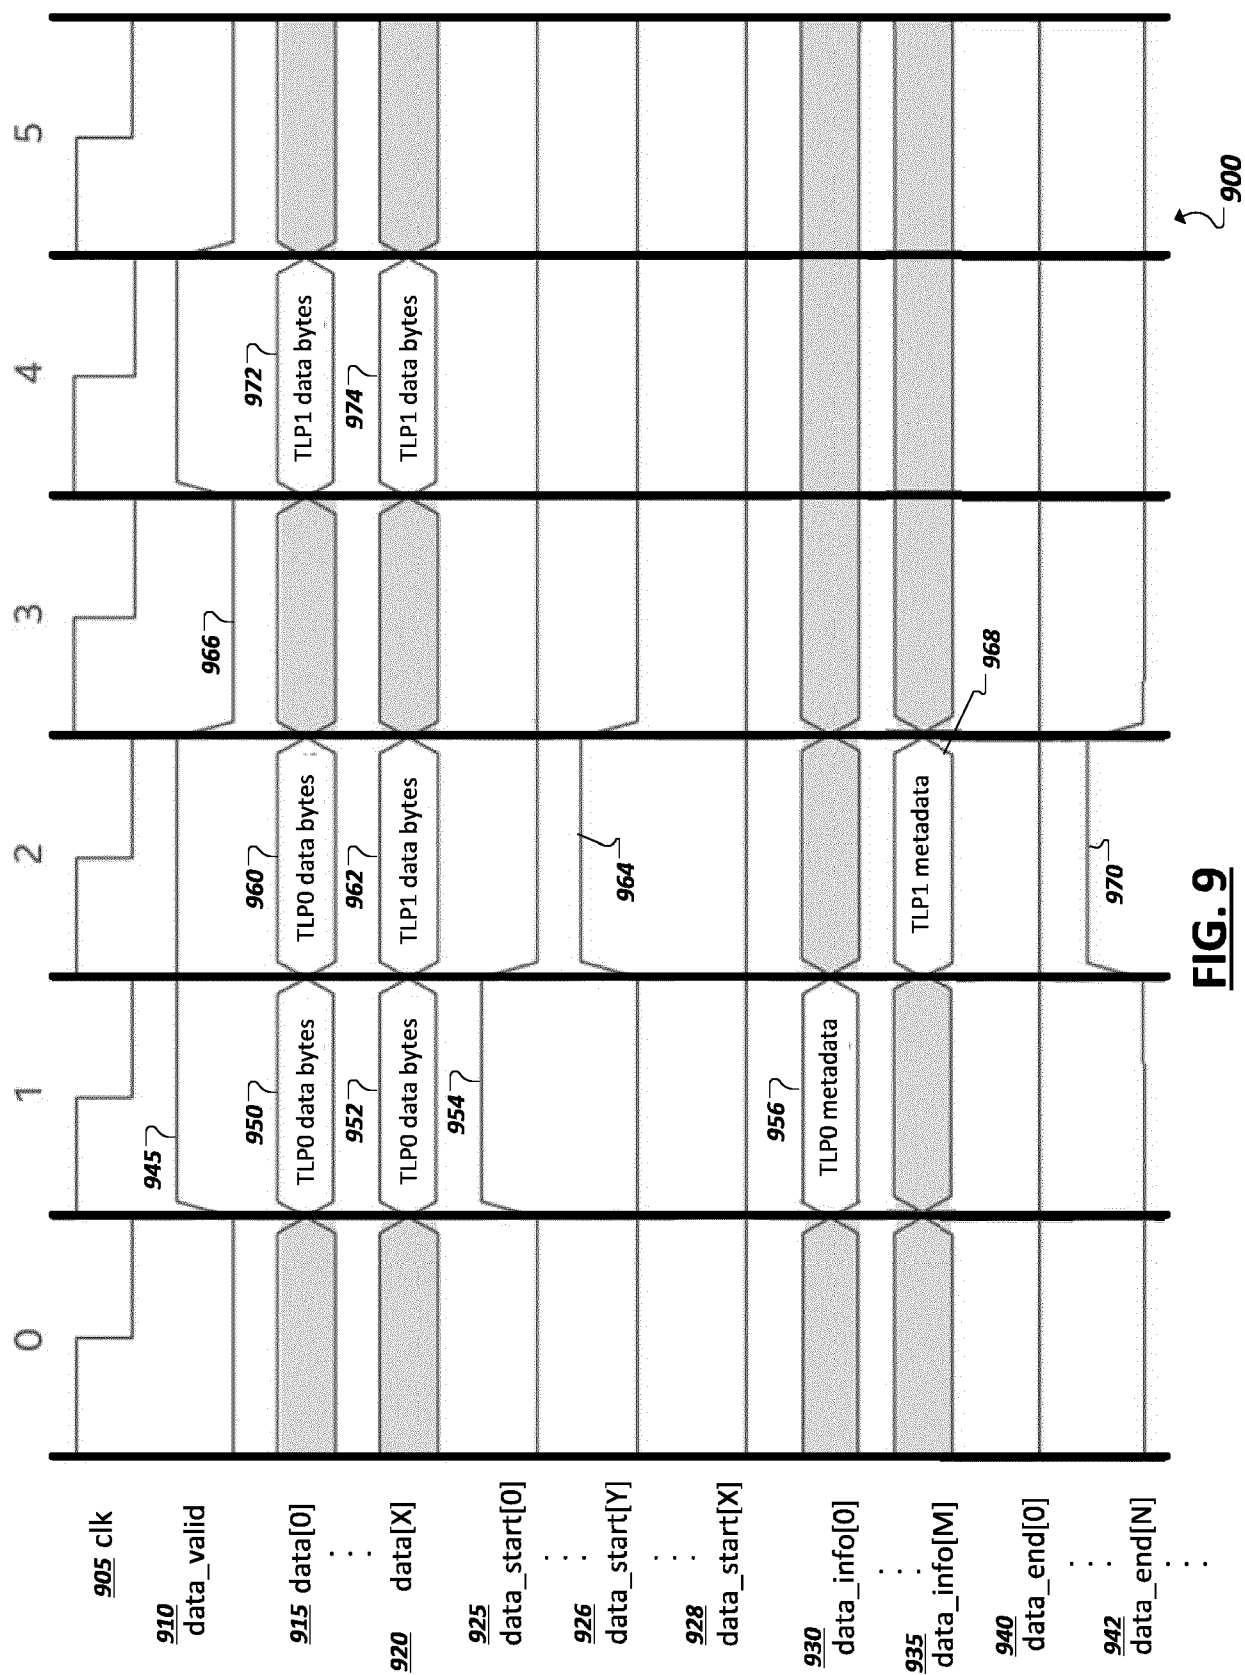 0 1 2 3 4 5
905 clk
910
data_valid
945
966
915 data[0]
950
TLP0 data bytes
960
TLP0 data bytes
972
TLP1 data bytes
920 data[X]
952
TLP0 data bytes
962
TLP1 data bytes
974
TLP1 data bytes
925
data_start[0]
954
926
data_start[Y]
964
928
data_start[X]
930
data_info[0]
956
TLP0 metadata
935
data_info[M]
TLP1 metadata
968
940
data_end[0]
942
data_end[N]
970
FIG. 9
900